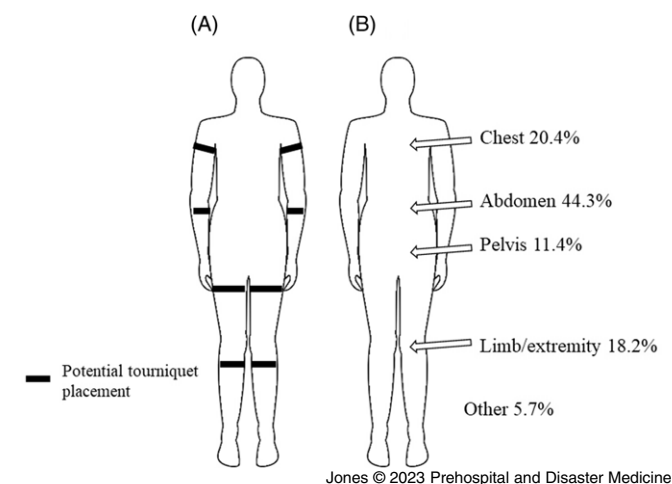 (A)
(B)
Chest 20.4%
Abdomen 44.3%
Pelvis 11.4%
Limb/extremity 18.2%
Potential tourniquet
placement
Other 5.7%
Jones © 2023 Prehospital and Disaster Medicine